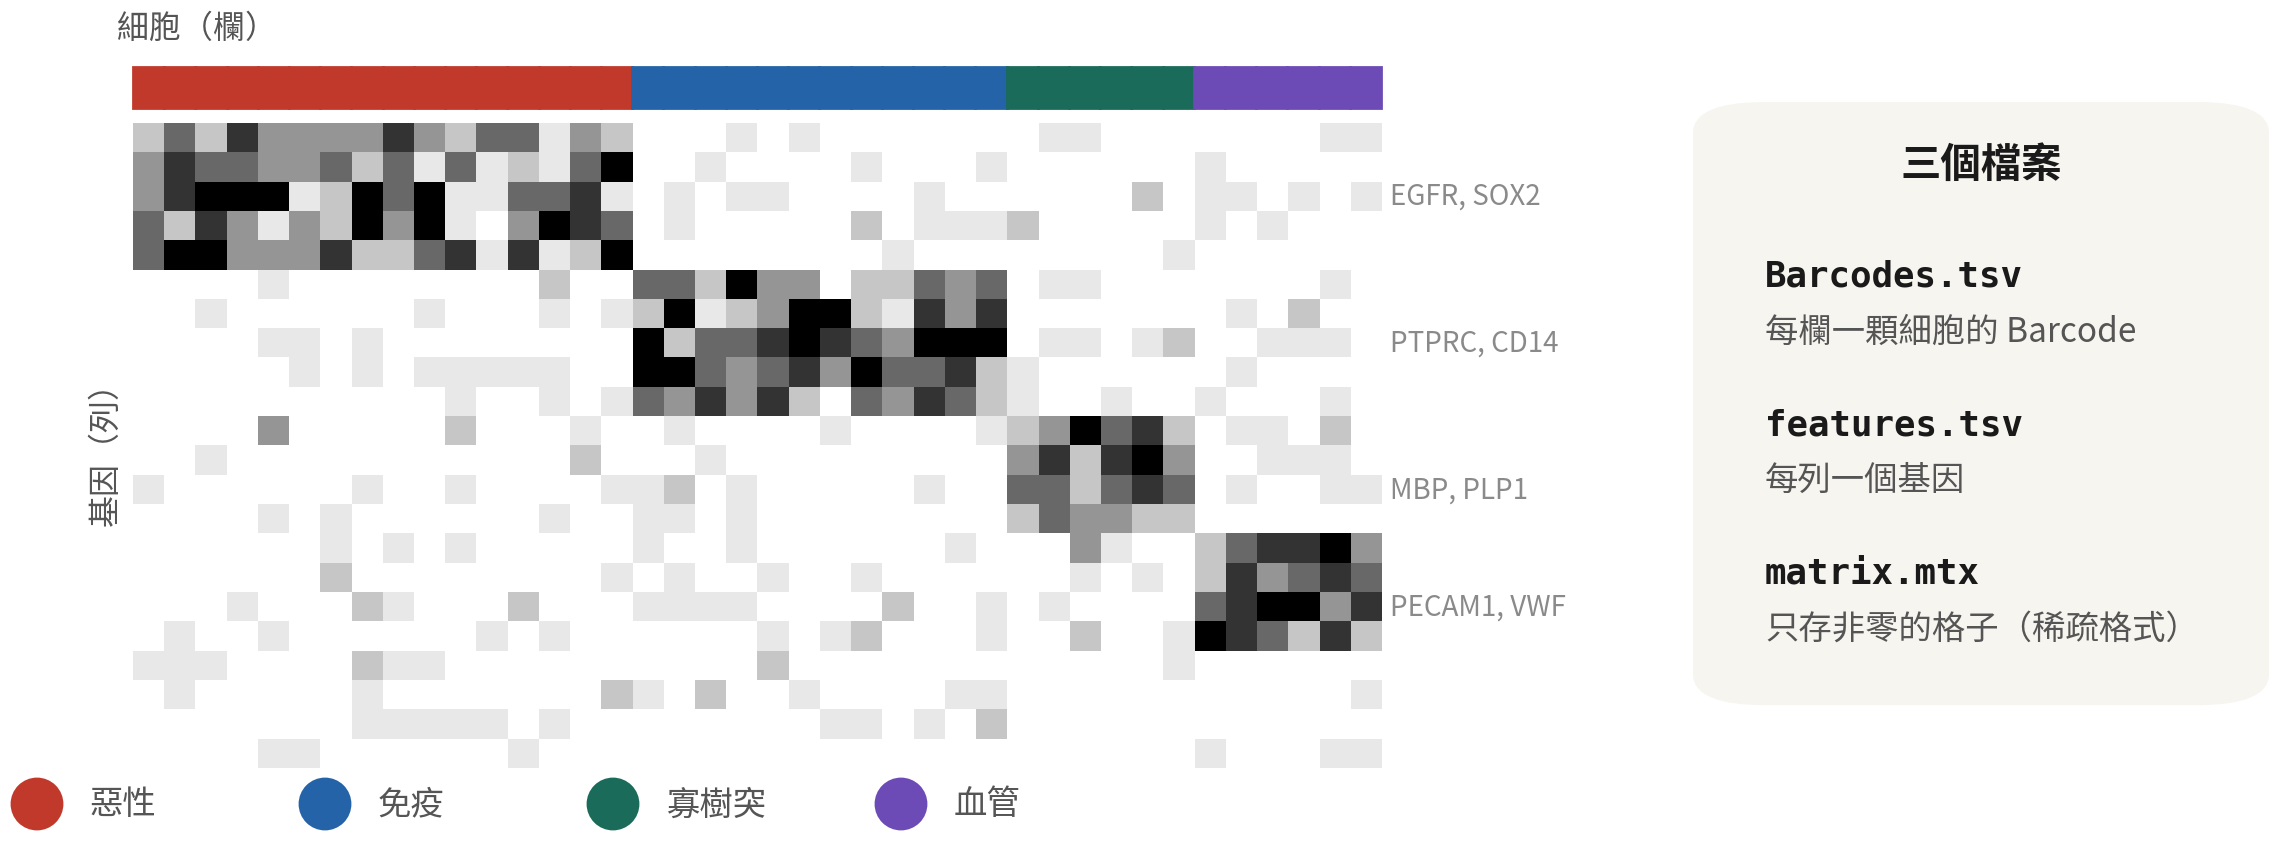 細胞（欄）
基因（列）
EGFR, SOX2
PTPRC, CD14
MBP, PLP1
PECAM1, VWF
惡性
免疫
寡樹突
血管
三個檔案
Barcodes.tsv
每欄一顆細胞的 Barcode
features.tsv
每列一個基因
matrix.mtx
只存非零的格子（稀疏格式）